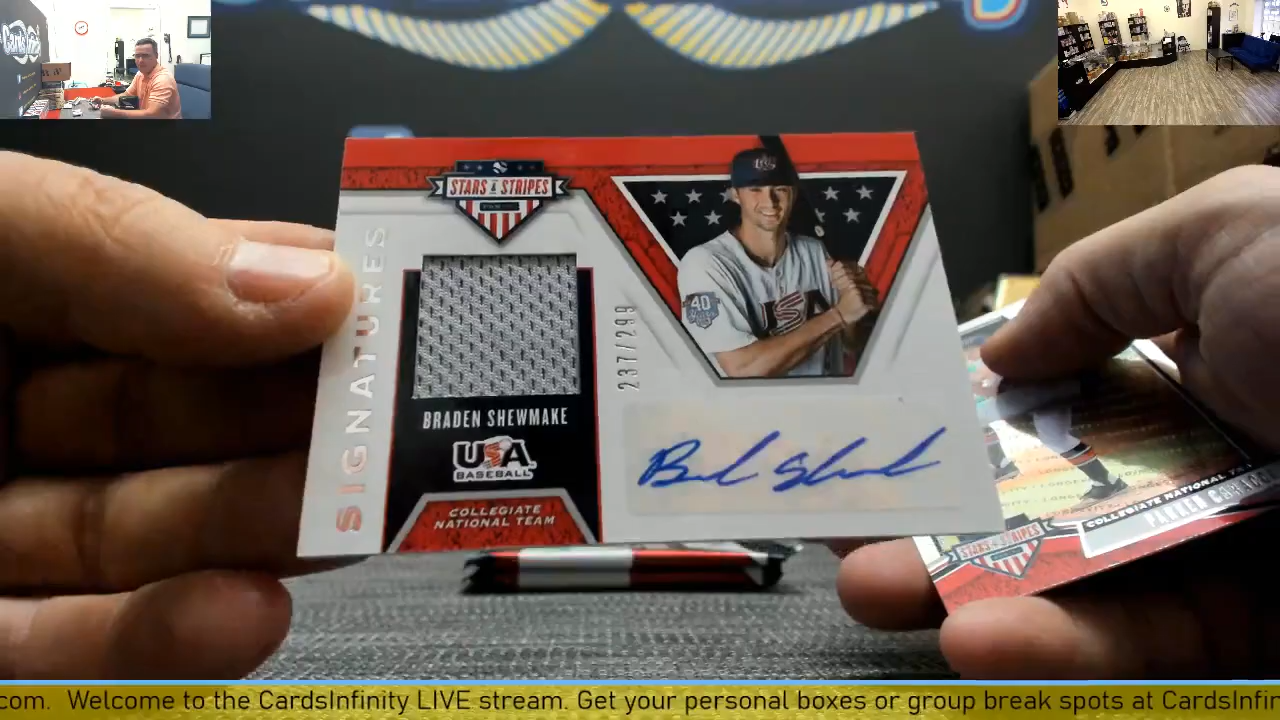 STARS & STRIPES
SIGNATURES
USA
40
237/299
BRADEN SHEWMAKE
USA
BASEBALL
COLLEGIATE
NATIONAL TEAM
COLLEGIATE NATIONAL
STARS & STRIPES
.com. Welcome to the CardsInfinity LIVE stream. Get your personal boxes or group break spots at CardsInfin